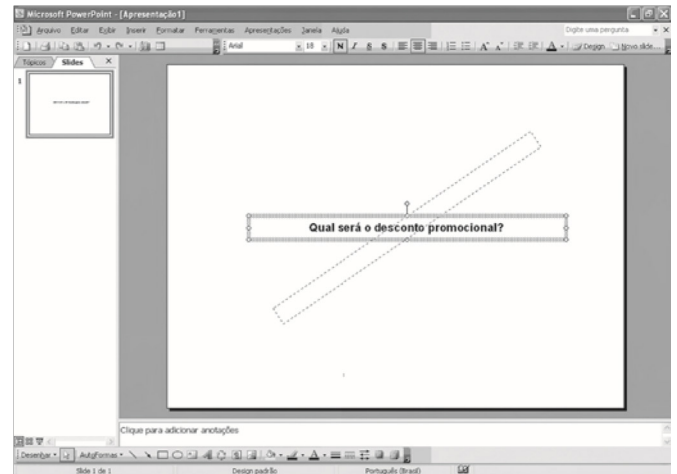 Microsoft PowerPoint - [Apresentação1]
Arquivo Editar Exibir Inserir Formatar Ferramentas Apresentações Janela Ajuda
Digite uma pergunta
Arial 18 N I S S Design Novo slide
Tópicos Slides
1
Qual será o desconto promocional?
Clique para adicionar anotações
Desenhar AutoFormas
Slide 1 de 1 Design padrão Português (Brasil)